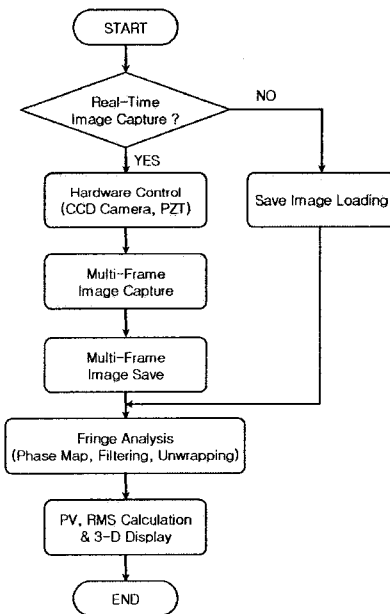 START
Real-Time
Image Capture ?
NO
YES
Hardware Control
(CCD Camera, PZT)
Save Image Loading
Multi-Frame
Image Capture
Multi-Frame
Image Save
Fringe Analysis
(Phase Map, Filtering, Unwrapping)
PV, RMS Calculation
& 3-D Display
END